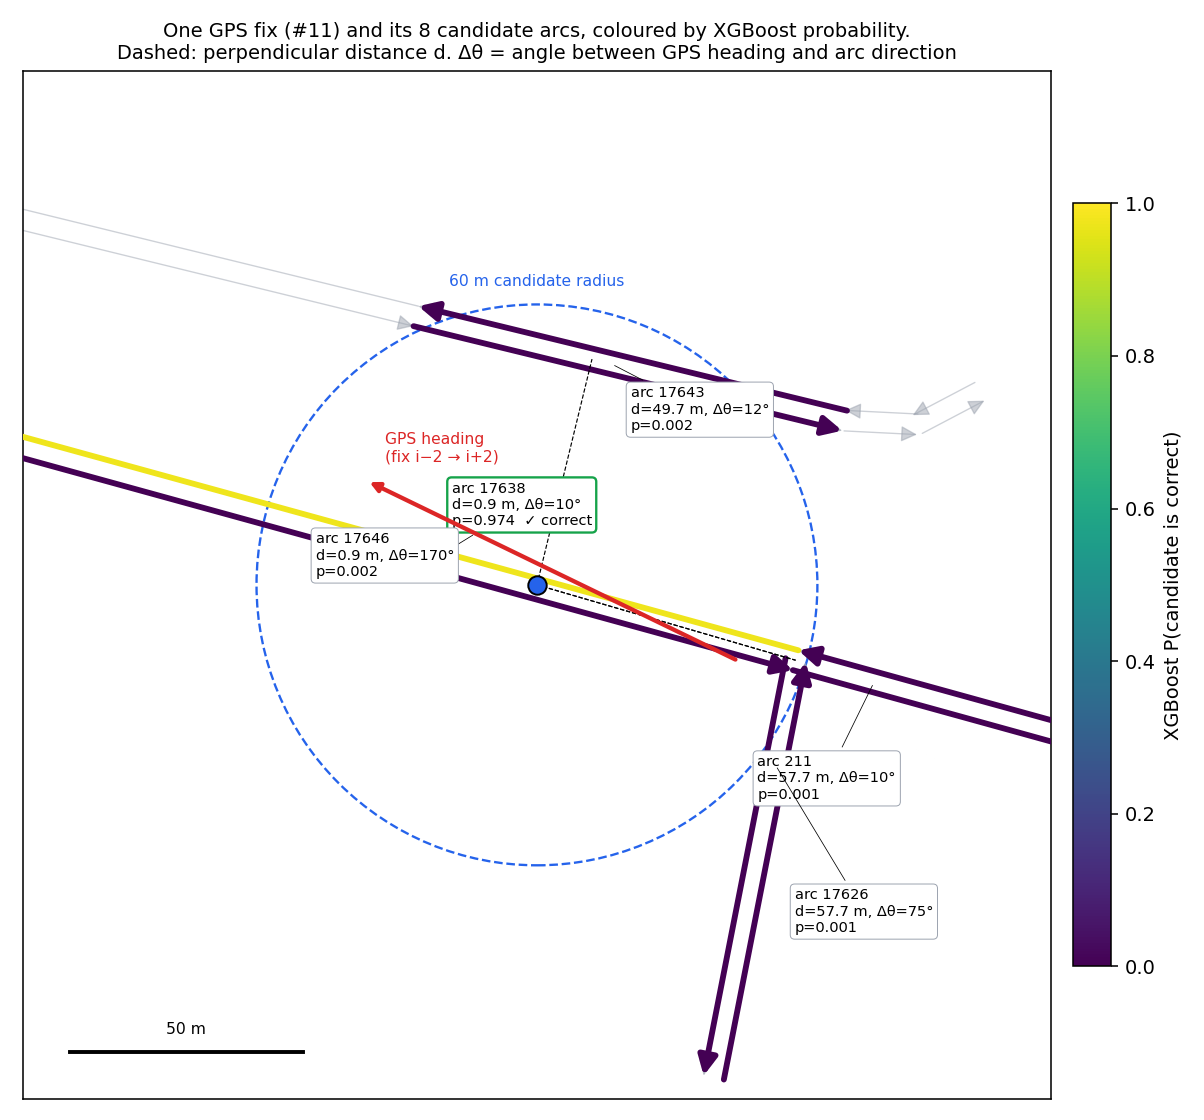 One GPS fix (#11) and its 8 candidate arcs, coloured by XGBoost probability.
Dashed: perpendicular distance d. Δθ = angle between GPS heading and arc direction
60 m candidate radius
arc 17643
d=49.7 m, Δθ=12°
p=0.002
GPS heading
(fix i−2 → i+2)
arc 17638
d=0.9 m, Δθ=10°
p=0.974 ✓ correct
arc 17646
d=0.9 m, Δθ=170°
p=0.002
arc 211
d=57.7 m, Δθ=10°
p=0.001
arc 17626
d=57.7 m, Δθ=75°
p=0.001
50 m
1.0
0.8
0.6
0.4
0.2
0.0
XGBoost P(candidate is correct)